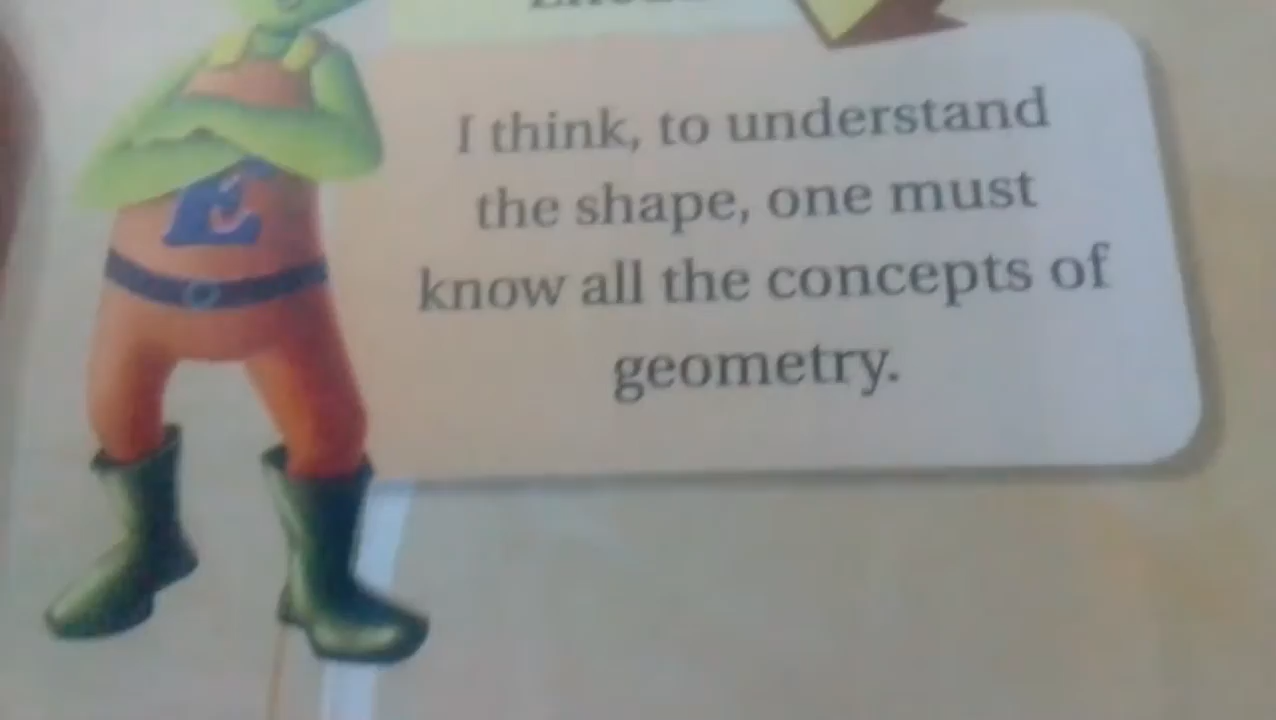 E
I think, to understand
the shape, one must
know all the concepts of
geometry.